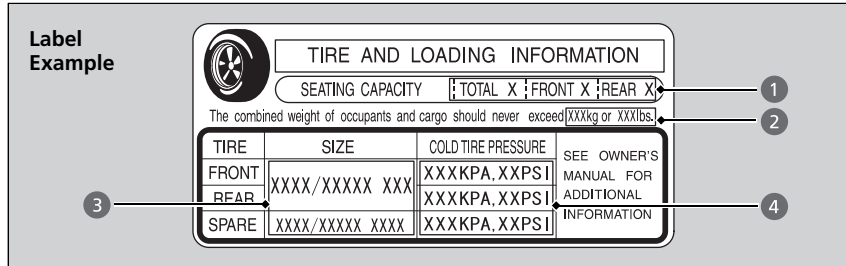 Label
Example
TIRE AND LOADING INFORMATION
SEATING CAPACITY TOTAL X FRONT X REAR X
1
The combined weight of occupants and cargo should never exceed XXXkg or XXXlbs.
2
TIRE SIZE COLD TIRE PRESSURE
SEE OWNER'S
MANUAL FOR
ADDITIONAL
INFORMATION
FRONT XXXX/XXXXX XXX XXXKPA,XXPSI
REAR XXXKPA,XXPSI
SPARE XXXX/XXXXX XXXX XXXKPA,XXPSI
3
4